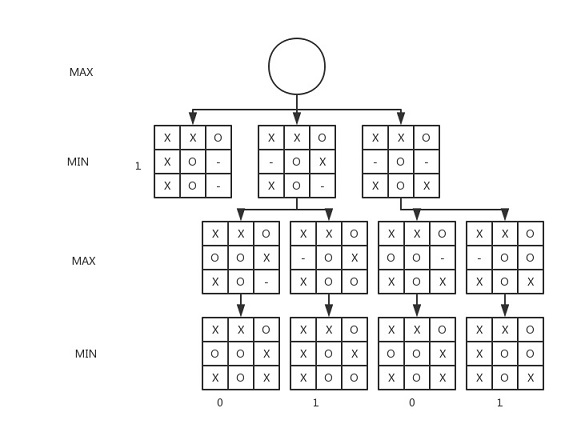 MAX
X X O X X O X X O
MIN 1 X O - - O X - O -
X O - X O - X O X
X X O X X O X X O X X O
MAX O O X - O X O O - - O O
X O - X O O X O X X O X
X X O X X O X X O X X O
MIN O O X X O X O O X X O O
X O X X O O X O X X O X
0 1 0 1